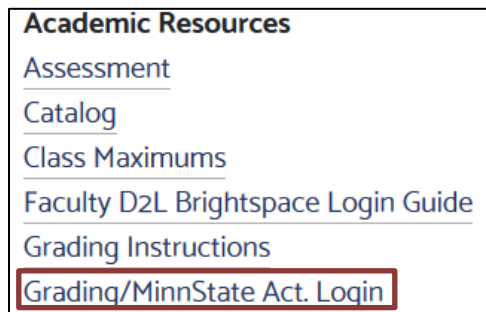 Academic Resources
Assessment
Catalog
Class Maximums
Faculty D2L Brightspace Login Guide
Grading Instructions
Grading/MinnState Act. Login